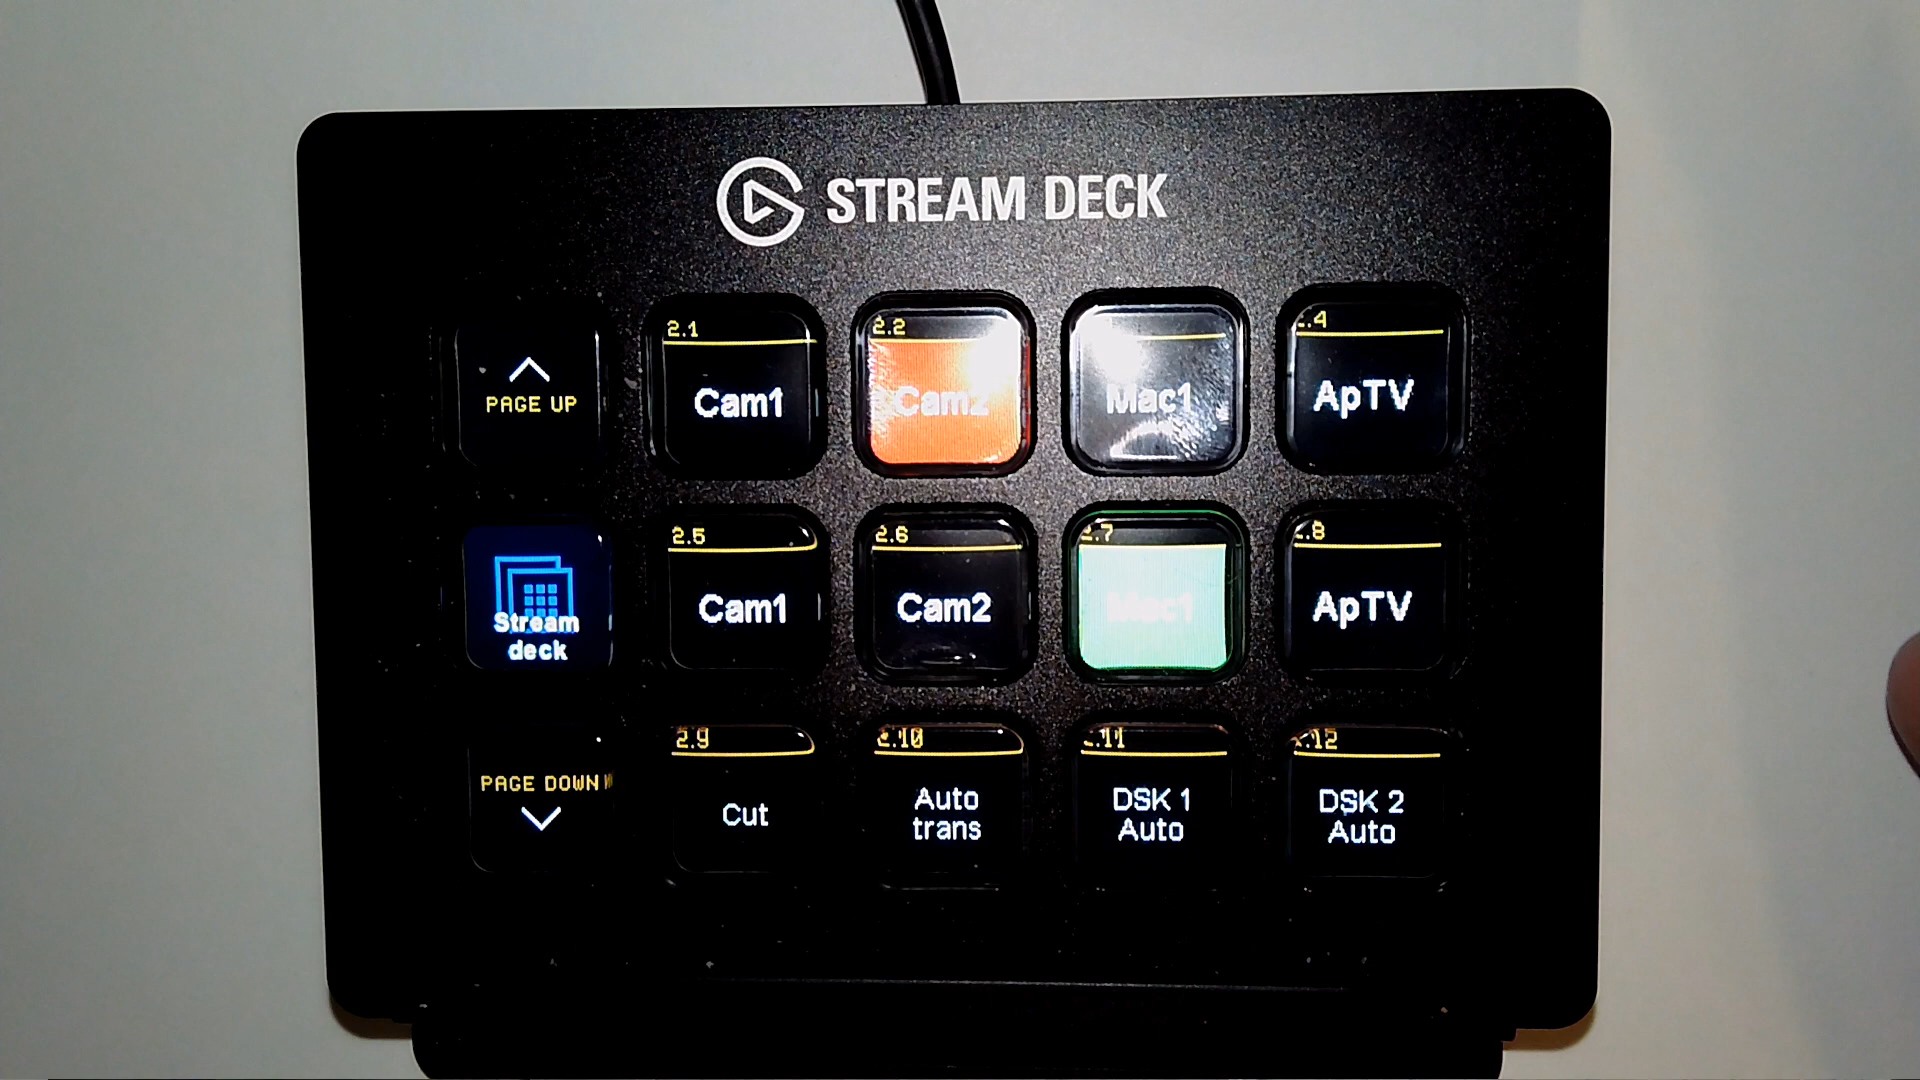 STREAM DECK
PAGE UP
2.1
Cam1
2.2
Cam2
Mac1
.4
ApTV
Stream
deck
2.5
Cam1
2.6
Cam2
2.7
Mac1
.8
ApTV
PAGE DOWN
2.9
Cut
2.10
Auto
trans
.11
DSK 1
Auto
.12
DSK 2
Auto